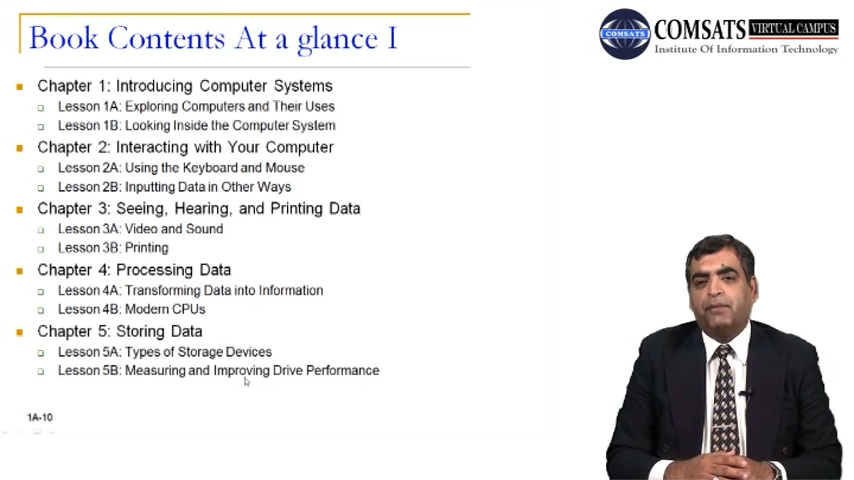 Book Contents At a glance I
COMSATS VIRTUAL CAMPUS
Institute Of Information Technology
COMSATS
Chapter 1: Introducing Computer Systems
Lesson 1A: Exploring Computers and Their Uses
Lesson 1B: Looking Inside the Computer System
Chapter 2: Interacting with Your Computer
Lesson 2A: Using the Keyboard and Mouse
Lesson 2B: Inputting Data in Other Ways
Chapter 3: Seeing, Hearing, and Printing Data
Lesson 3A: Video and Sound
Lesson 3B: Printing
Chapter 4: Processing Data
Lesson 4A: Transforming Data into Information
Lesson 4B: Modern CPUs
Chapter 5: Storing Data
Lesson 5A: Types of Storage Devices
Lesson 5B: Measuring and Improving Drive Performance
1A-10